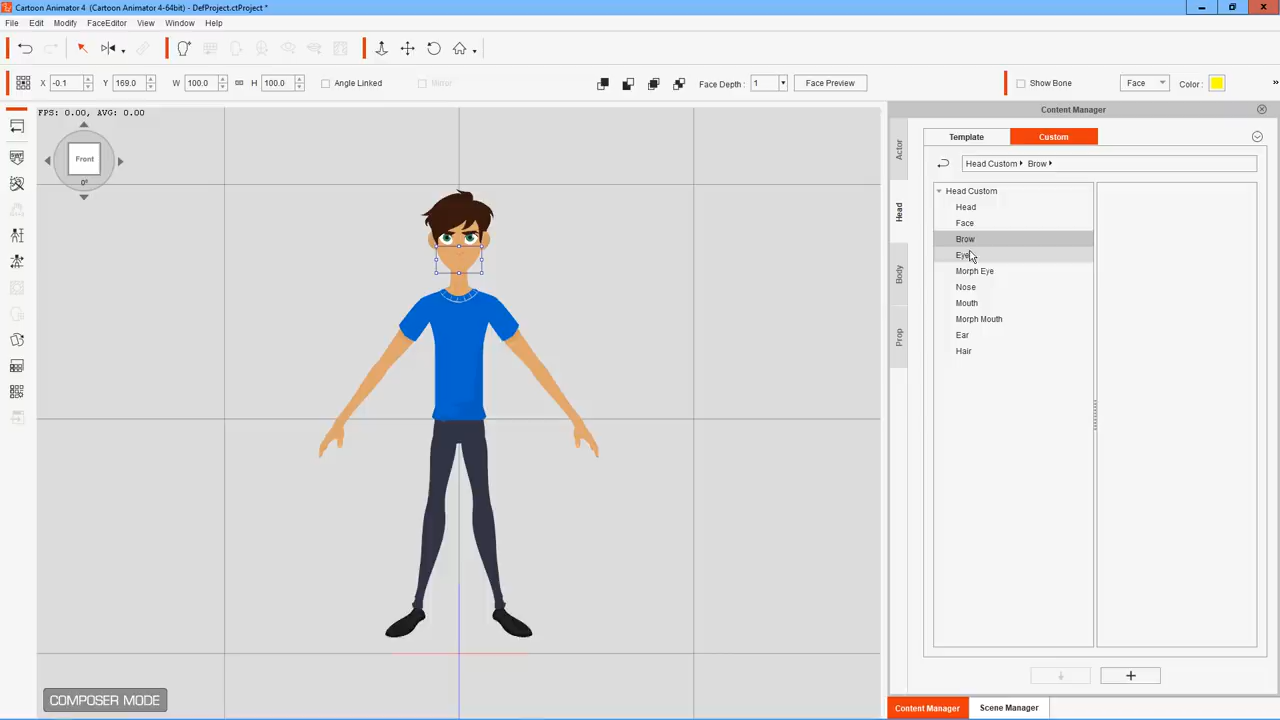 Cartoon Animator 4 (Cartoon Animator 4-64bit) - DefProject.ctProject *
File Edit Modify FaceEditor View Window Help
X -0.1 Y 169.0 W 100.0 H 100.0 Angle Linked Mirror Face Depth : 1 Face Preview Show Bone Face Color : »
FPS: 0.00, AVG: 0.00
Front
0°
COMPOSER MODE
Content Manager
Actor
Head
Body
Prop
Template Custom
Head Custom Brow
Head Custom
Head
Face
Brow
Eye
Morph Eye
Nose
Mouth
Morph Mouth
Ear
Hair
Content Manager Scene Manager